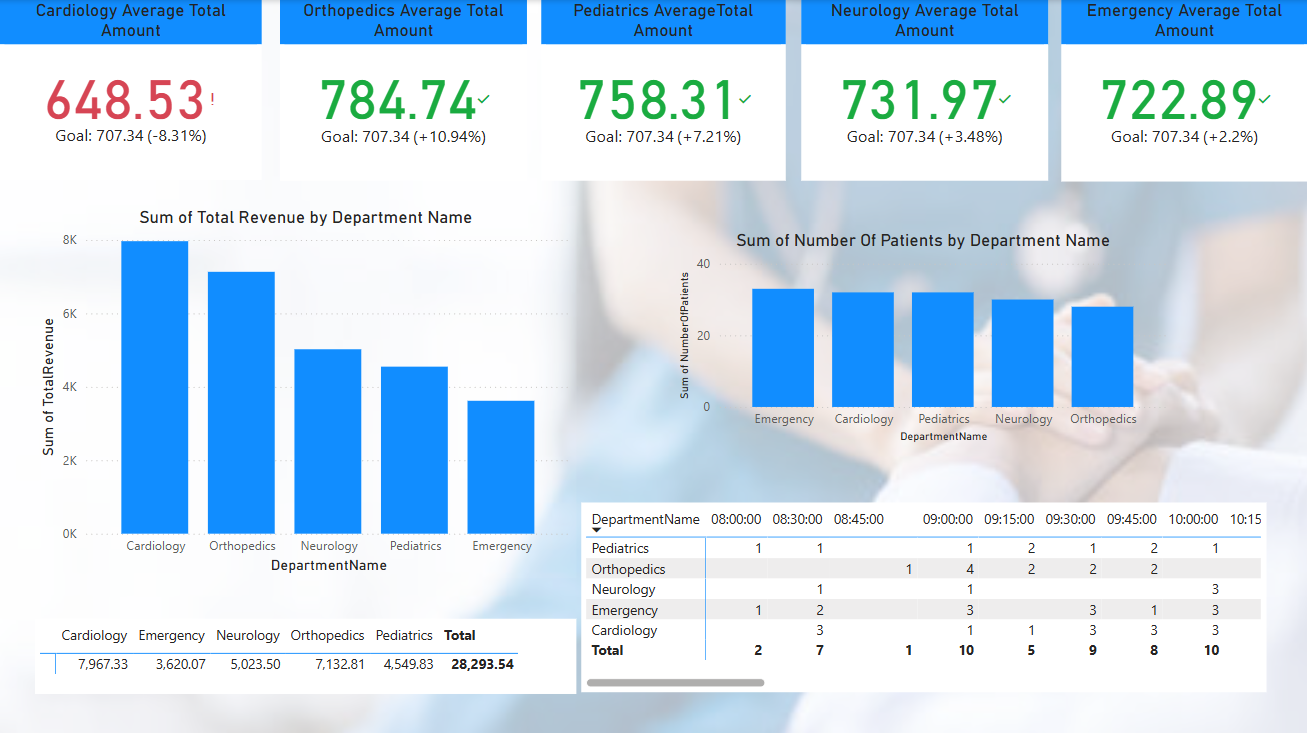 Cardiology Average Total
Amount
Orthopedics Average Total
Amount
Pediatrics AverageTotal
Amount
Neurology Average Total
Amount
Emergency Average Total
Amount
648.53!
Goal: 707.34 (-8.31%)
784.74✓
Goal: 707.34 (+10.94%)
758.31✓
Goal: 707.34 (+7.21%)
731.97✓
Goal: 707.34 (+3.48%)
722.89✓
Goal: 707.34 (+2.2%)
Sum of Total Revenue by Department Name
Sum of TotalRevenue
8K
6K
4K
2K
0K
Cardiology Orthopedics Neurology Pediatrics Emergency
DepartmentName
Sum of Number Of Patients by Department Name
Sum of NumberOfPatients
40
20
0
Emergency Cardiology Pediatrics Neurology Orthopedics
DepartmentName
Cardiology Emergency Neurology Orthopedics Pediatrics Total
7,967.33 3,620.07 5,023.50 7,132.81 4,549.83 28,293.54
DepartmentName 08:00:00 08:30:00 08:45:00 09:00:00 09:15:00 09:30:00 09:45:00 10:00:00 10:15
Pediatrics 1 1 1 2 1 2 1
Orthopedics 1 4 2 2 2
Neurology 1 1 3
Emergency 1 2 3 3 1 3
Cardiology 3 1 1 3 3 3
Total 2 7 1 10 5 9 8 10